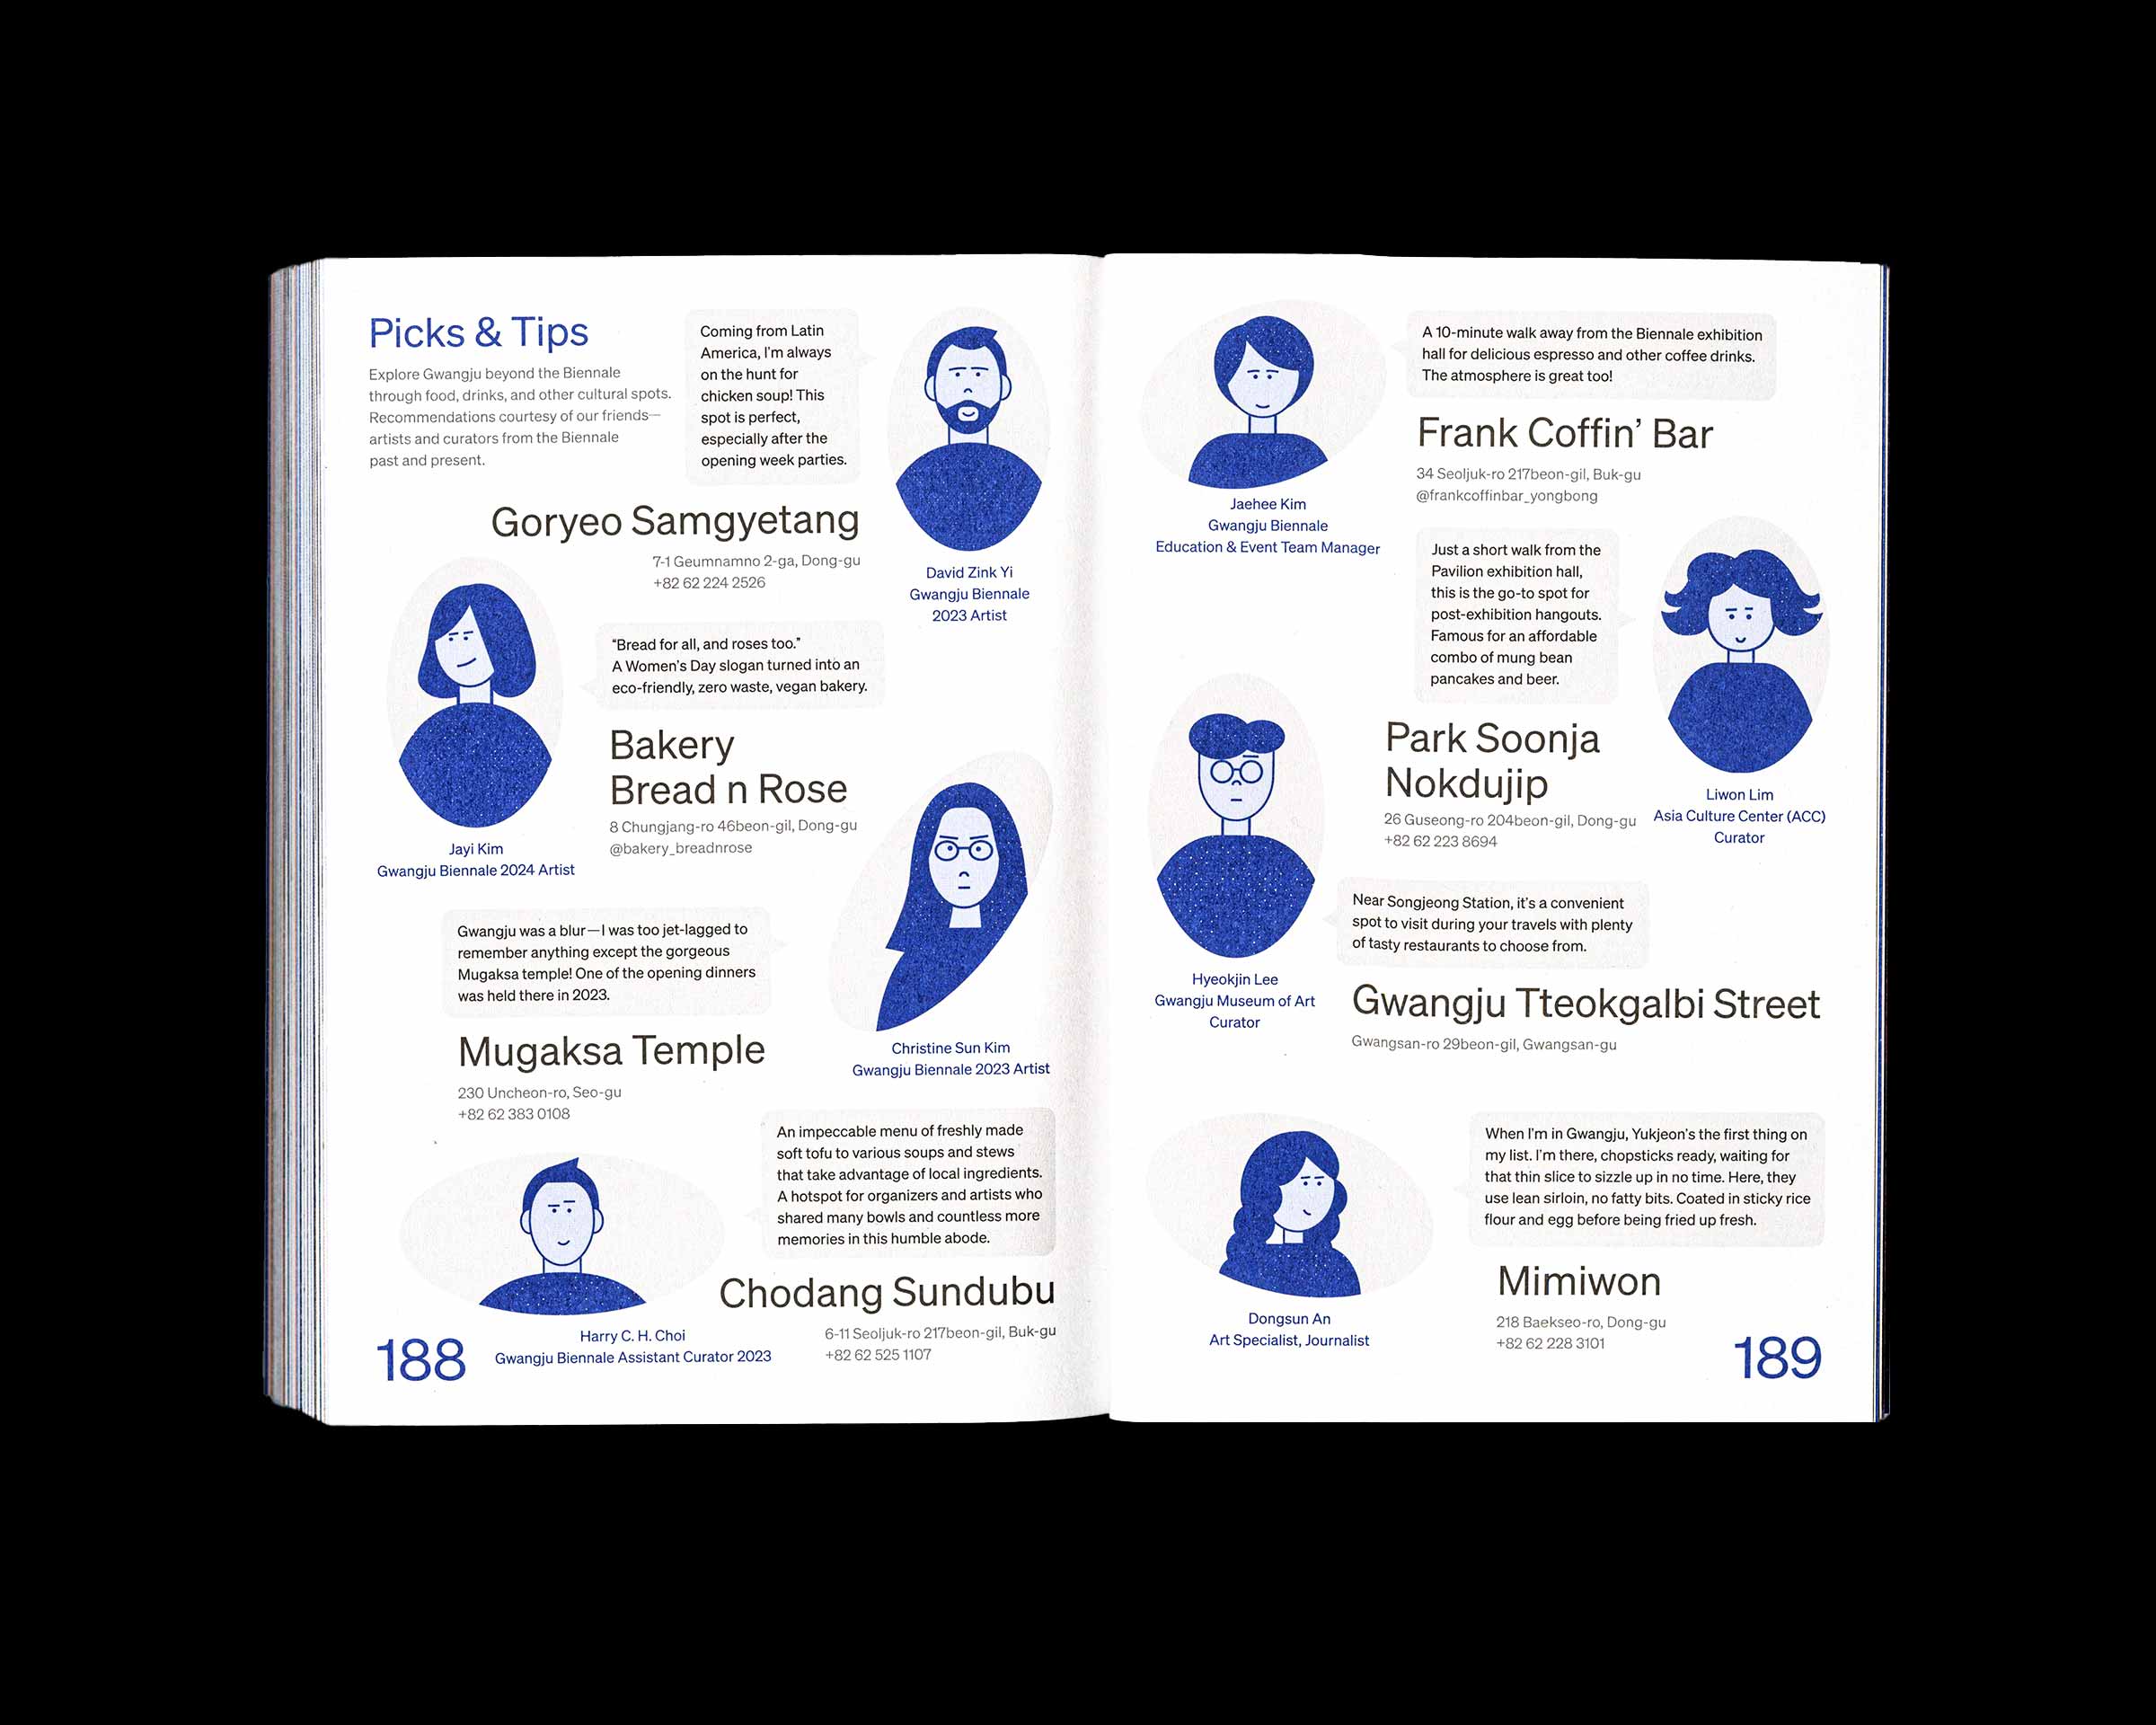 Picks & Tips
Explore Gwangju beyond the Biennale
through food, drinks, and other cultural spots.
Recommendations courtesy of our friends—
artists and curators from the Biennale
past and present.
Coming from Latin
America, I'm always
on the hunt for
chicken soup! This
spot is perfect,
especially after the
opening week parties.
Goryeo Samgyetang
7-1 Geumnamno 2-ga, Dong-gu
+82 62 224 2526
David Zink Yi
Gwangju Biennale
2023 Artist
“Bread for all, and roses too.”
A Women's Day slogan turned into an
eco-friendly, zero waste, vegan bakery.
Bakery
Bread n Rose
8 Chungjang-ro 46beon-gil, Dong-gu
@bakery_breadnrose
Jayi Kim
Gwangju Biennale 2024 Artist
Gwangju was a blur—I was too jet-lagged to
remember anything except the gorgeous
Mugaksa temple! One of the opening dinners
was held there in 2023.
Mugaksa Temple
230 Uncheon-ro, Seo-gu
+82 62 383 0108
Christine Sun Kim
Gwangju Biennale 2023 Artist
An impeccable menu of freshly made
soft tofu to various soups and stews
that take advantage of local ingredients.
A hotspot for organizers and artists who
shared many bowls and countless more
memories in this humble abode.
Chodang Sundubu
6-11 Seoljuk-ro 217beon-gil, Buk-gu
+82 62 525 1107
Harry C. H. Choi
Gwangju Biennale Assistant Curator 2023
188
A 10-minute walk away from the Biennale exhibition
hall for delicious espresso and other coffee drinks.
The atmosphere is great too!
Frank Coffin’ Bar
34 Seoljuk-ro 217beon-gil, Buk-gu
@frankcoffinbar_yongbong
Jaehee Kim
Gwangju Biennale
Education & Event Team Manager
Just a short walk from the
Pavilion exhibition hall,
this is the go-to spot for
post-exhibition hangouts.
Famous for an affordable
combo of mung bean
pancakes and beer.
Park Soonja
Nokdujip
26 Guseong-ro 204beon-gil, Dong-gu
+82 62 223 8694
Liwon Lim
Asia Culture Center (ACC)
Curator
Near Songjeong Station, it's a convenient
spot to visit during your travels with plenty
of tasty restaurants to choose from.
Gwangju Tteokgalbi Street
Gwangsan-ro 29beon-gil, Gwangsan-gu
Hyeokjin Lee
Gwangju Museum of Art
Curator
When I'm in Gwangju, Yukjeon's the first thing on
my list. I'm there, chopsticks ready, waiting for
that thin slice to sizzle up in no time. Here, they
use lean sirloin, no fatty bits. Coated in sticky rice
flour and egg before being fried up fresh.
Mimiwon
218 Baekseo-ro, Dong-gu
+82 62 228 3101
Dongsun An
Art Specialist, Journalist
189